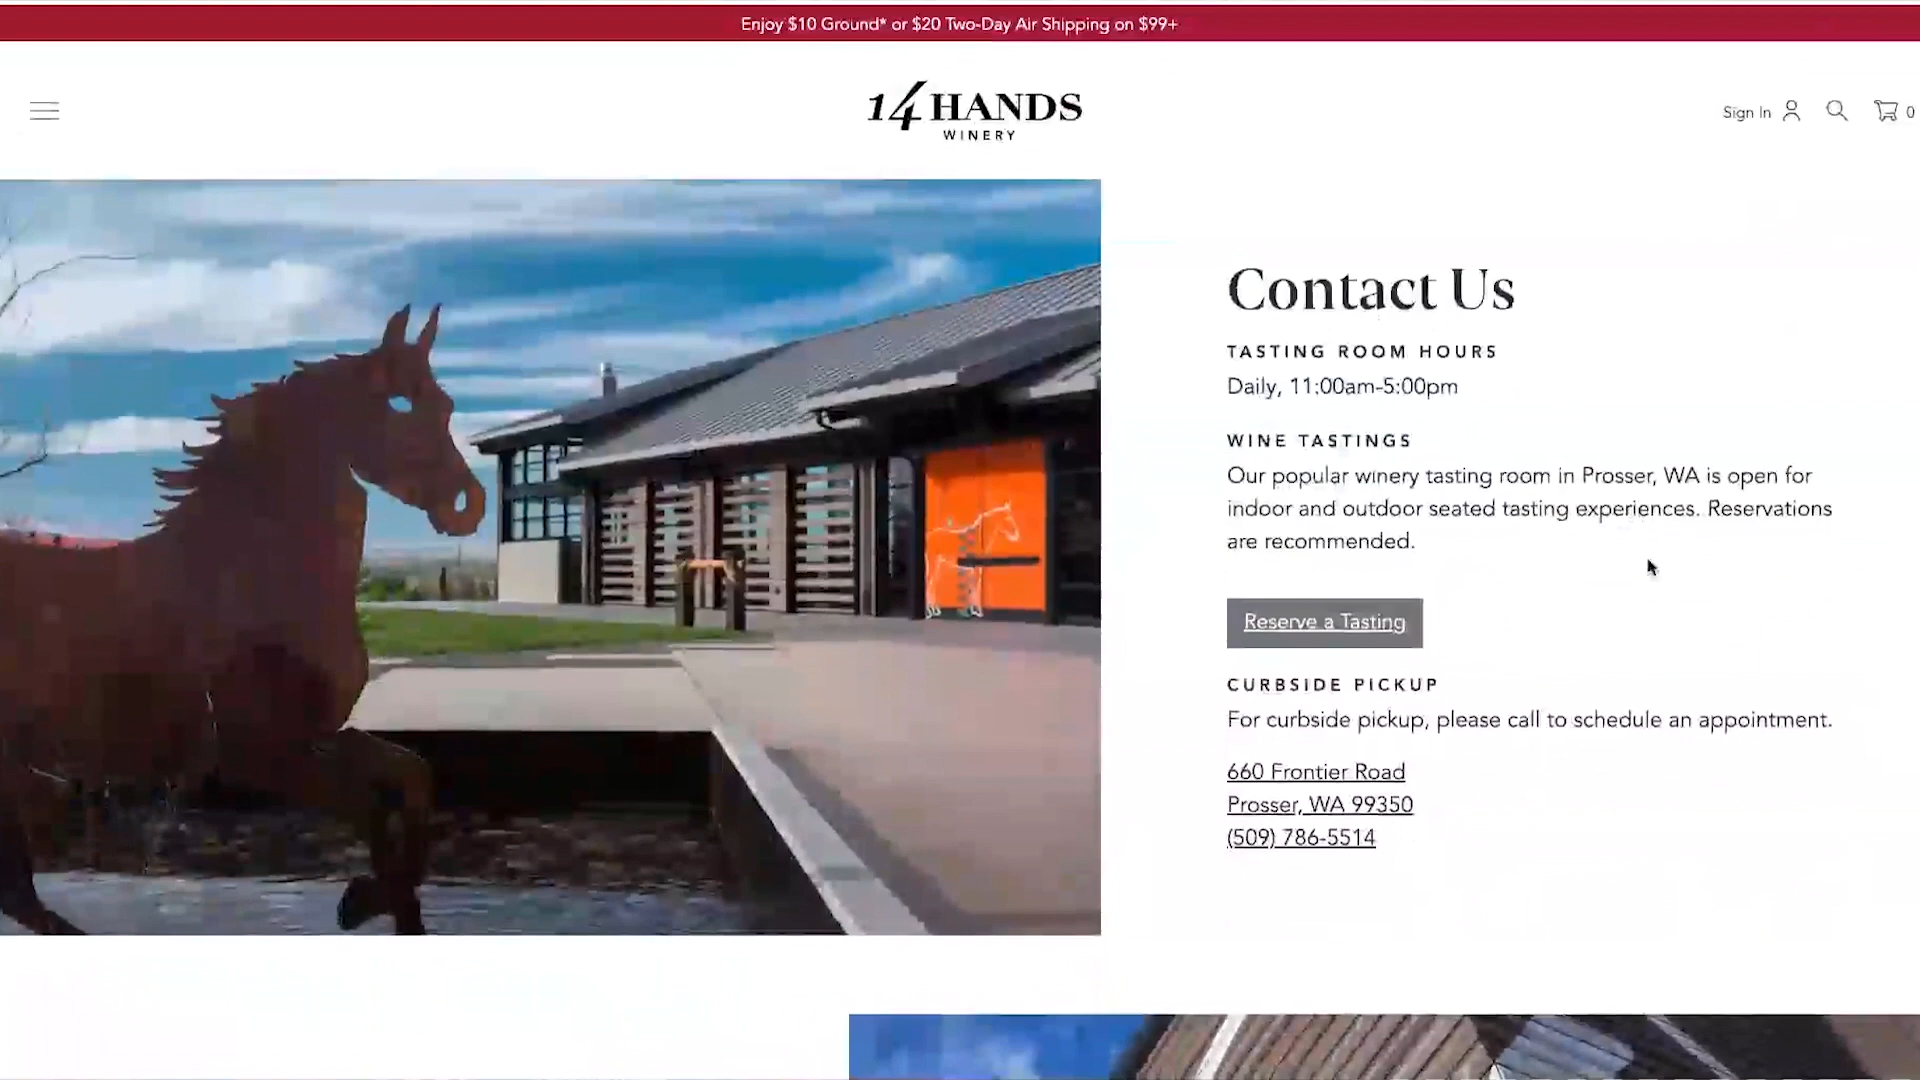 Enjoy $10 Ground* or $20 Two-Day Air Shipping on $99+
14 HANDS
WINERY
Sign In
0
Contact Us
TASTING ROOM HOURS
Daily, 11:00am-5:00pm
WINE TASTINGS
Our popular winery tasting room in Prosser, WA is open for
indoor and outdoor seated tasting experiences. Reservations
are recommended.
Reserve a Tasting
CURBSIDE PICKUP
For curbside pickup, please call to schedule an appointment.
660 Frontier Road
Prosser, WA 99350
(509) 786-5514